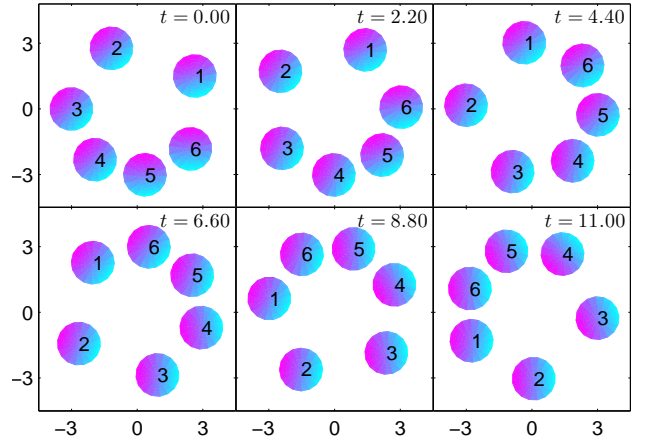 t = 0.00 t = 2.20 t = 4.40
3 2 1 1 2 1 6
0 3 6 2 6 5
−3 4 5 6 3 4 5 3 4
t = 6.60 t = 8.80 t = 11.00
3 1 6 5 6 5 4 5 4
0 2 4 1 3 6 3
−3 3 2 1 2
−3 0 3 −3 0 3 −3 0 3